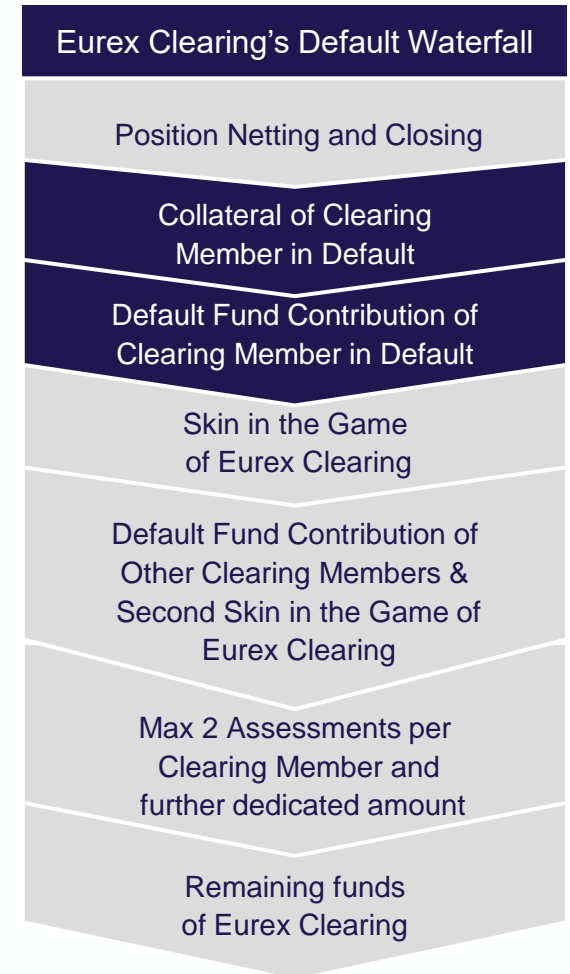 Eurex Clearing's Default Waterfall
Position Netting and Closing
Collateral of Clearing
Member in Default
Default Fund Contribution of
Clearing Member in Default
Skin in the Game
of Eurex Clearing
Default Fund Contribution of
Other Clearing Members &
Second Skin in the Game of
Eurex Clearing
Max 2 Assessments per
Clearing Member and
further dedicated amount
Remaining funds
of Eurex Clearing